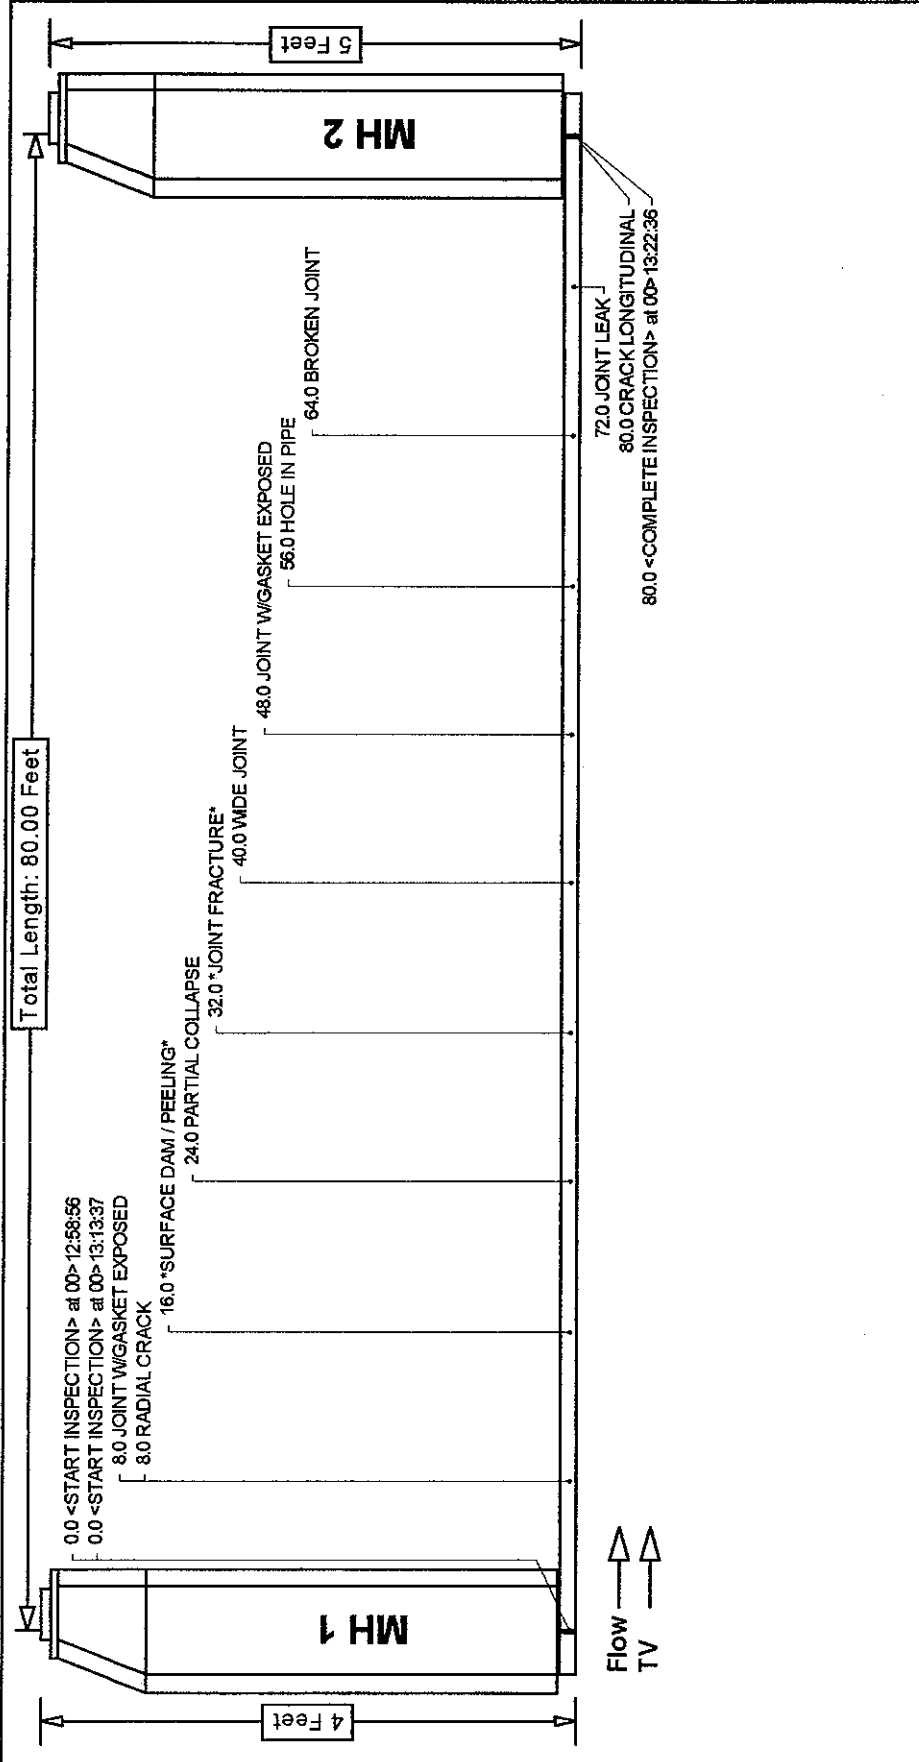 Total Length: 80.00 Feet
4 Feet
5 Feet
MH 1
MH 2
0.0 <START INSPECTION> at 00>12:58:56
0.0 <START INSPECTION> at 00>13:13:37
8.0 JOINT W/GASKET EXPOSED
8.0 RADIAL CRACK
16.0 *SURFACE DAM / PEELING*
24.0 PARTIAL COLLAPSE
32.0 *JOINT FRACTURE*
40.0 WIDE JOINT
48.0 JOINT W/GASKET EXPOSED
56.0 HOLE IN PIPE
64.0 BROKEN JOINT
72.0 JOINT LEAK
80.0 CRACK LONGITUDINAL
80.0 <COMPLETE INSPECTION> at 00>13:22:36
Flow
TV